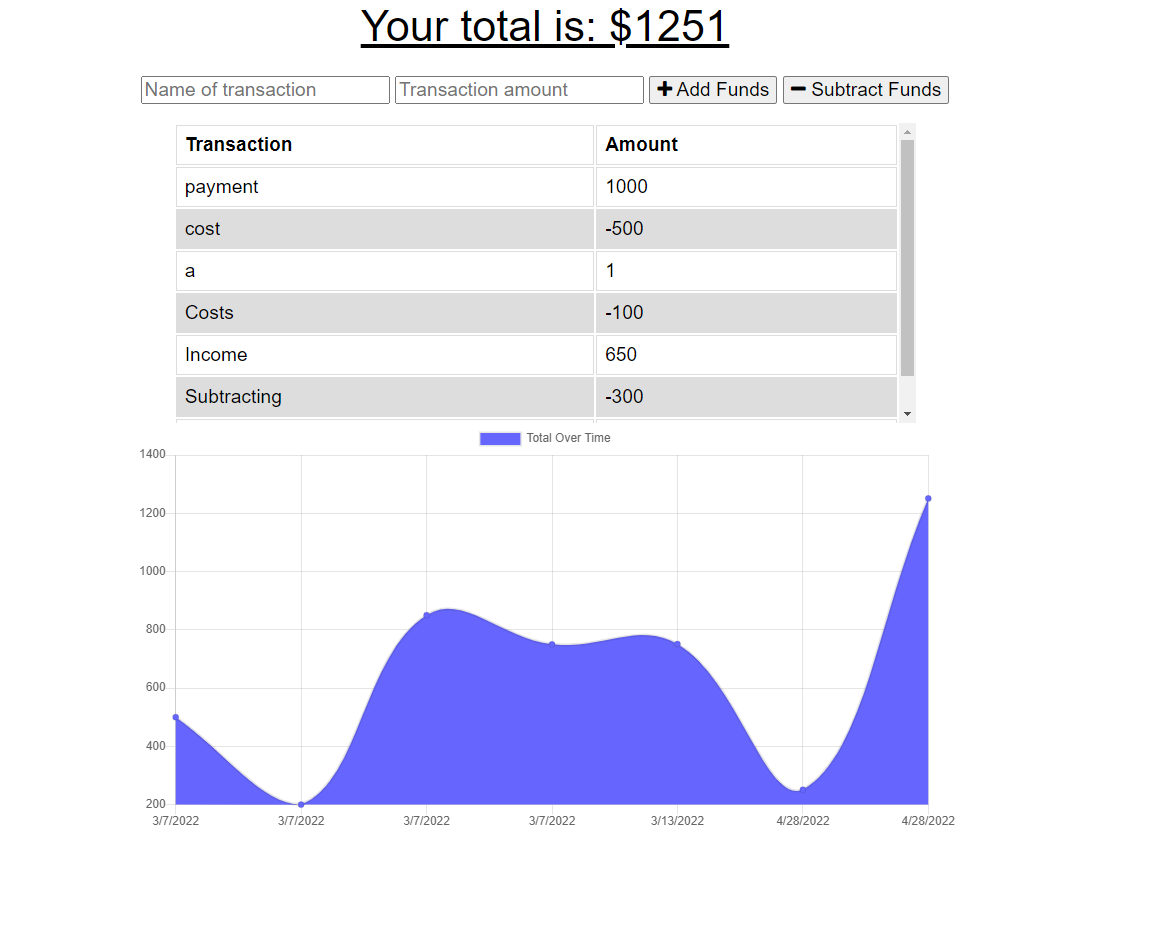 Your total is: $1251
Name of transaction Transaction amount Add Funds Subtract Funds
Transaction Amount
payment 1000
cost -500
a 1
Costs -100
Income 650
Subtracting -300
Total Over Time
1400
1200
1000
800
600
400
200
3/7/2022 3/7/2022 3/7/2022 3/7/2022 3/13/2022 4/28/2022 4/28/2022